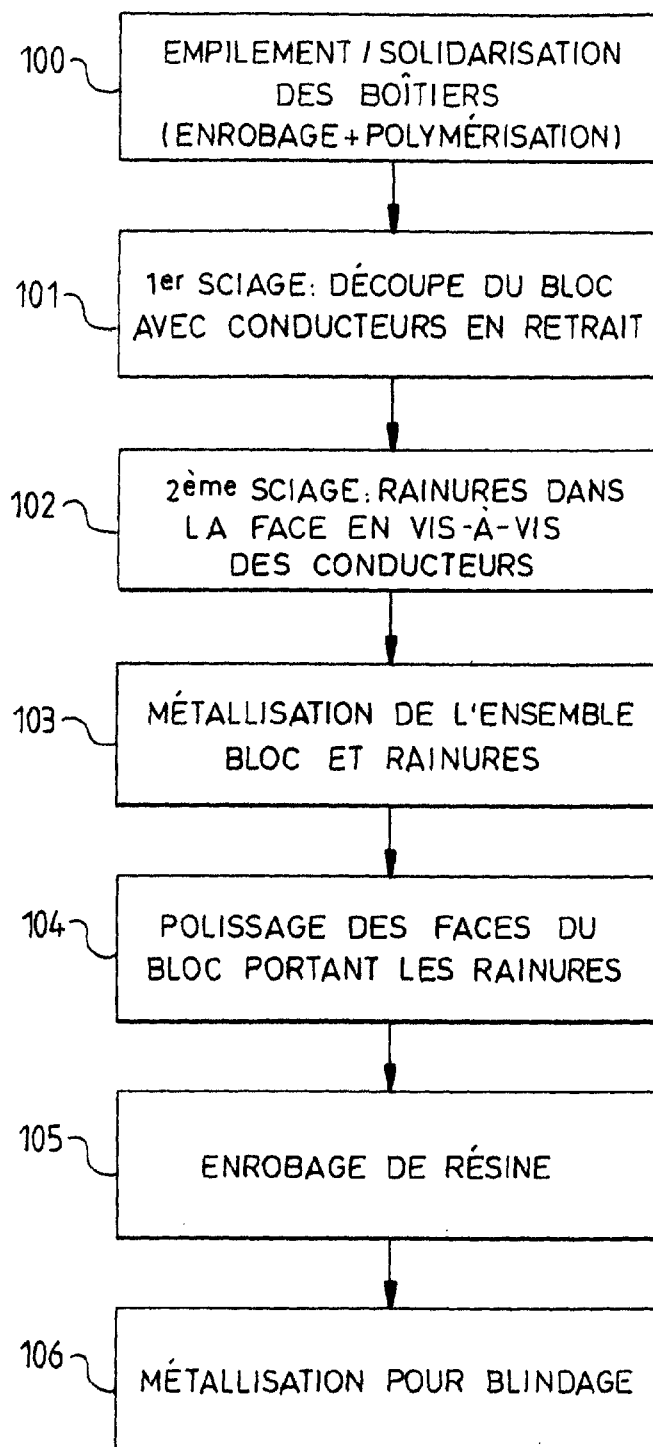 100
EMPILEMENT / SOLIDARISATION
DES BOÎTIERS
(ENROBAGE+POLYMÉRISATION)
101
1er SCIAGE: DÉCOUPE DU BLOC
AVEC CONDUCTEURS EN RETRAIT
102
2ème SCIAGE: RAINURES DANS
LA FACE EN VIS-À-VIS
DES CONDUCTEURS
103
MÉTALLISATION DE L'ENSEMBLE
BLOC ET RAINURES
104
POLISSAGE DES FACES DU
BLOC PORTANT LES RAINURES
105
ENROBAGE DE RÉSINE
106
MÉTALLISATION POUR BLINDAGE